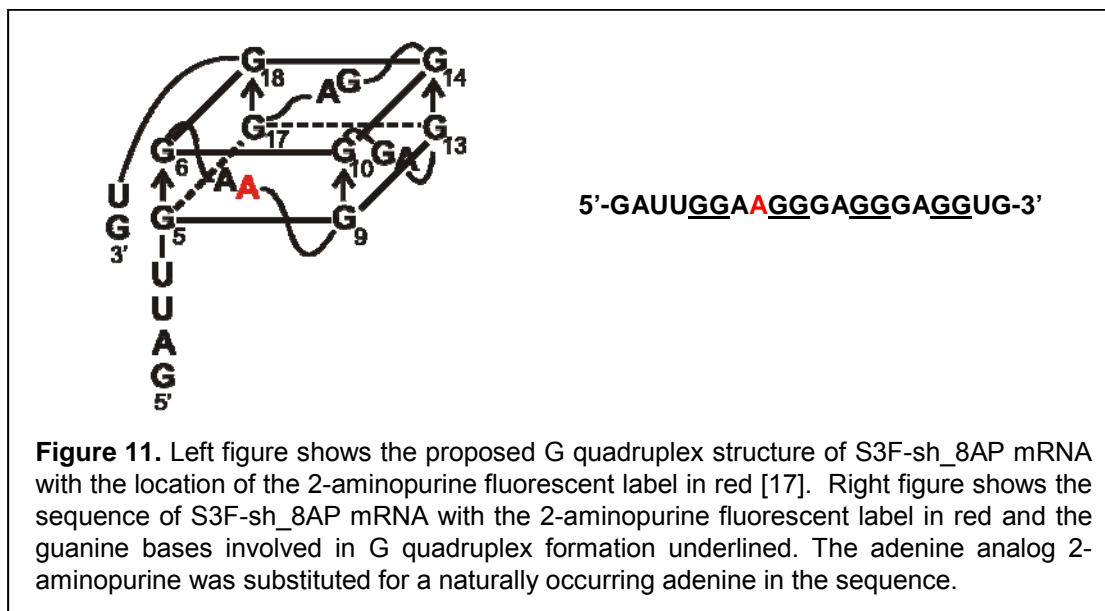 G18
G14
A G
G17
G13
G6
G10
G A
A A
G5
G9
U
G
3'
U
U
A
G
5'
5'-GAUUGGAAGGGAGGGAGGUG-3'
Figure 11. Left figure shows the proposed G quadruplex structure of S3F-sh_8AP mRNA
with the location of the 2-aminopurine fluorescent label in red [17]. Right figure shows the
sequence of S3F-sh_8AP mRNA with the 2-aminopurine fluorescent label in red and the
guanine bases involved in G quadruplex formation underlined. The adenine analog 2-
aminopurine was substituted for a naturally occurring adenine in the sequence.